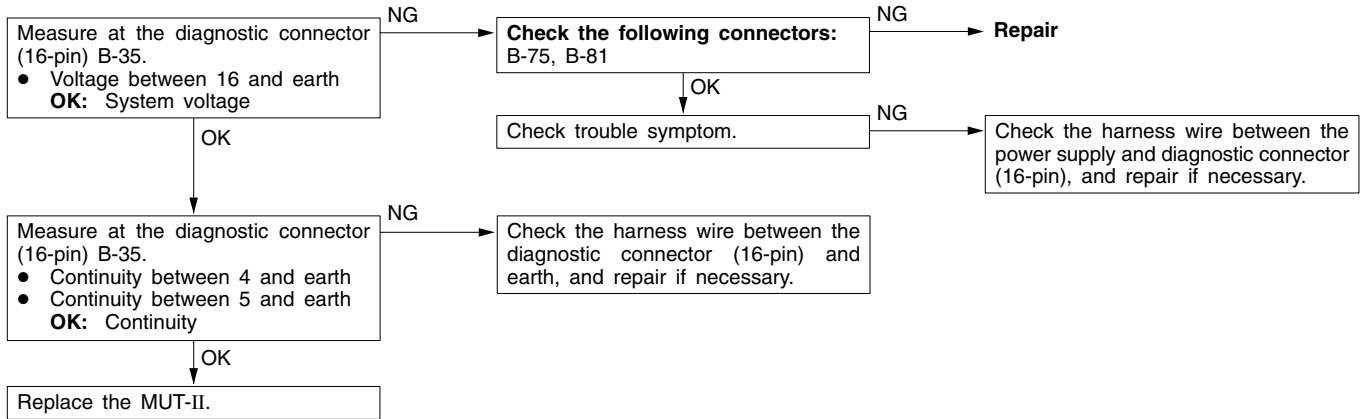 Measure at the diagnostic connector
(16-pin) B-35.
● Voltage between 16 and earth
OK: System voltage
NG
Check the following connectors:
B-75, B-81
NG
Repair
OK
Check trouble symptom.
NG
Check the harness wire between the
power supply and diagnostic connector
(16-pin), and repair if necessary.
OK
Measure at the diagnostic connector
(16-pin) B-35.
● Continuity between 4 and earth
● Continuity between 5 and earth
OK: Continuity
NG
Check the harness wire between the
diagnostic connector (16-pin) and
earth, and repair if necessary.
OK
Replace the MUT-II.